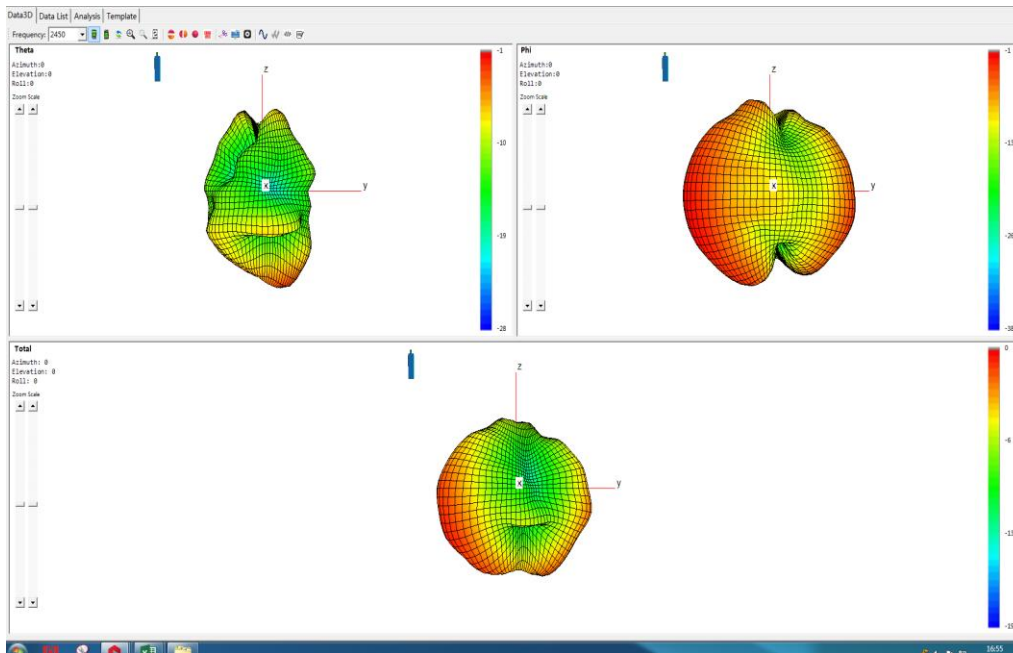 Data3D Data List Analysis Template
Frequency: 2450
Theta
Azimuth:0
Elevation:0
Roll:0
Zoom Scale
z
x
y
-1
-10
-19
-28
Phi
Azimuth:0
Elevation:0
Roll:0
Zoom Scale
z
x
y
-1
-13
-26
-38
Total
Azimuth: 0
Elevation: 0
Roll: 0
Zoom Scale
z
x
y
0
-6
16:55